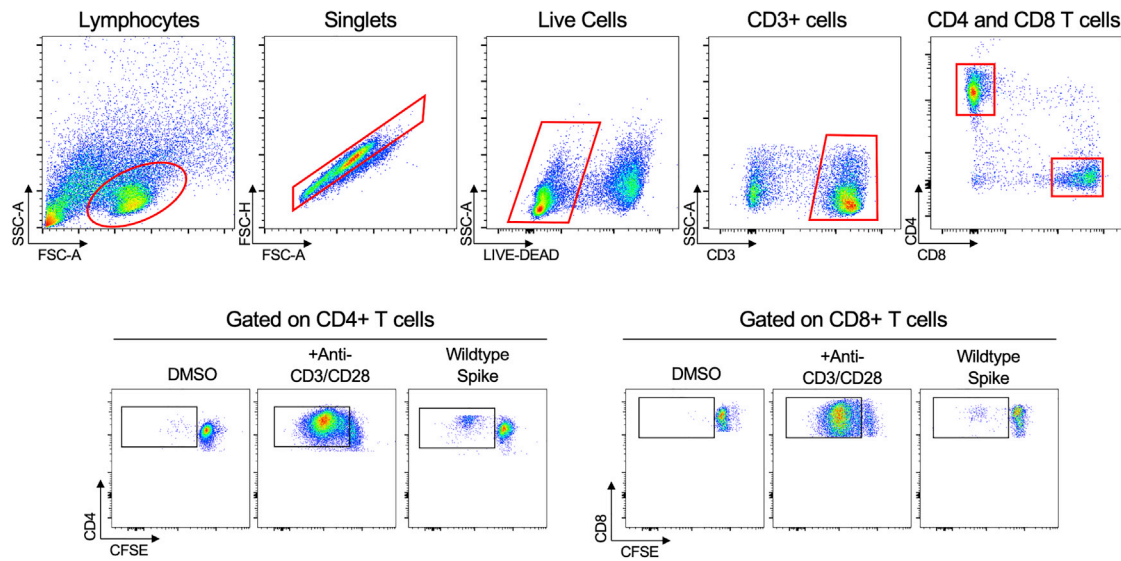 Lymphocytes
Singlets
Live Cells
CD3+ cells
CD4 and CD8 T cells
SSC-A
FSC-A
FSC-H
FSC-A
SSC-A
LIVE-DEAD
SSC-A
CD3
CD4
CD8
Gated on CD4+ T cells
DMSO
+Anti-
CD3/CD28
Wildtype
Spike
CD4
CFSE
Gated on CD8+ T cells
DMSO
+Anti-
CD3/CD28
Wildtype
Spike
CD8
CFSE